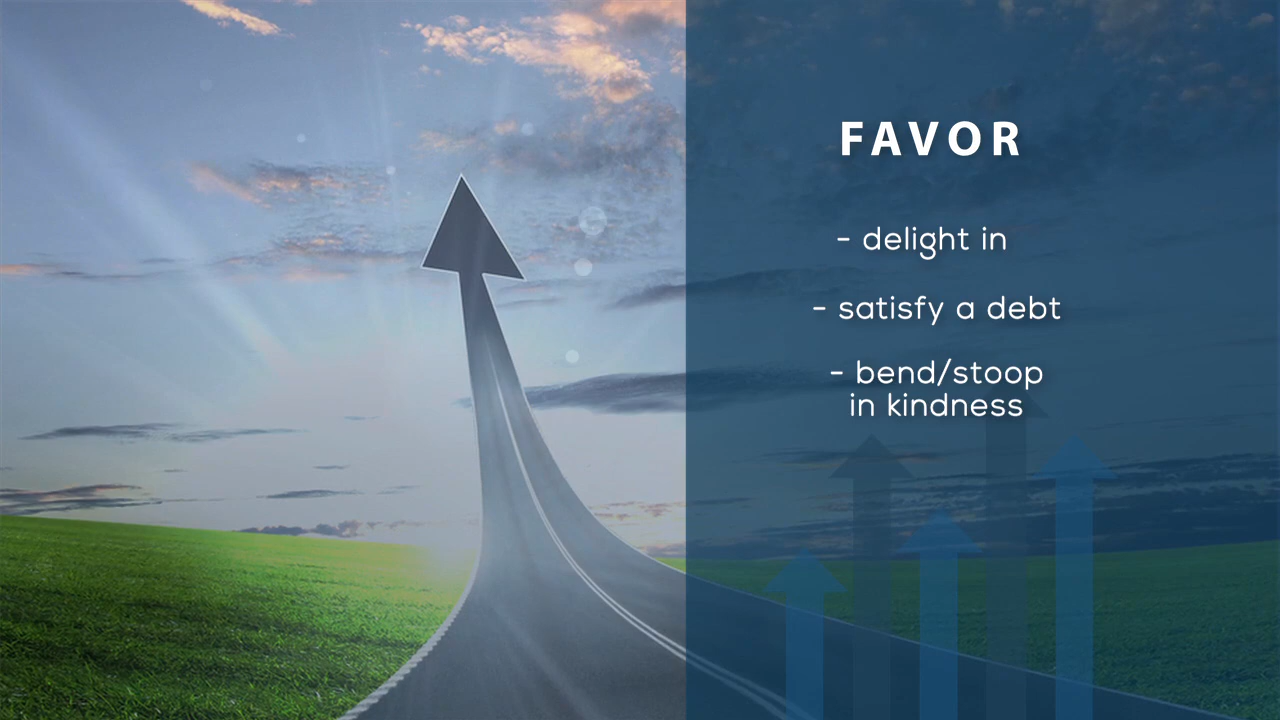 FAVOR
- delight in
- satisfy a debt
- bend/stoop
in kindness